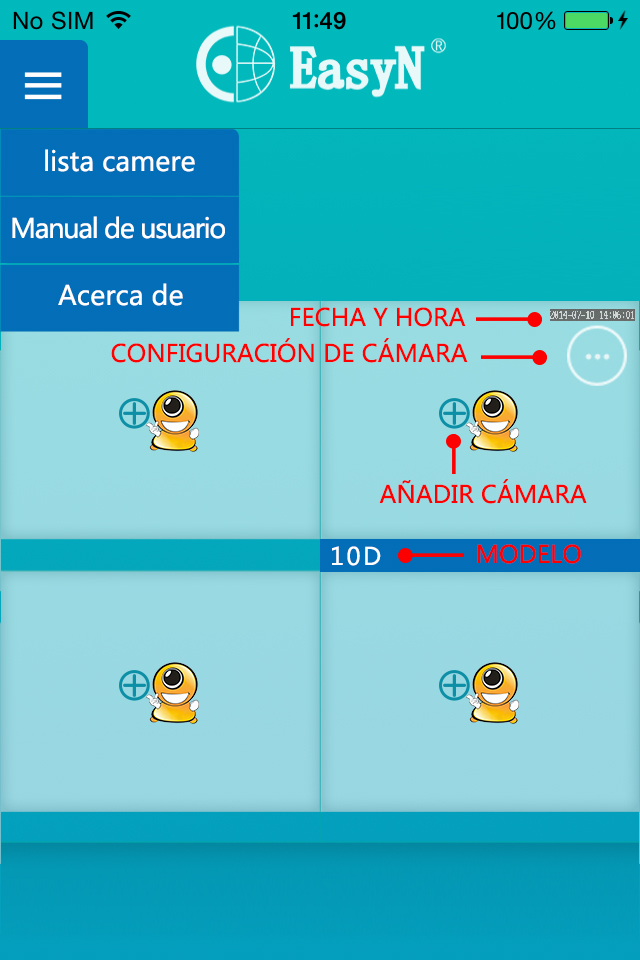 No SIM
11:49
100%
EasyN®
lista camere
Manual de usuario
Acerca de
FECHA Y HORA
2014-07-10 14:06:01
CONFIGURACIÓN DE CÁMARA
AÑADIR CÁMARA
10D
MODELO